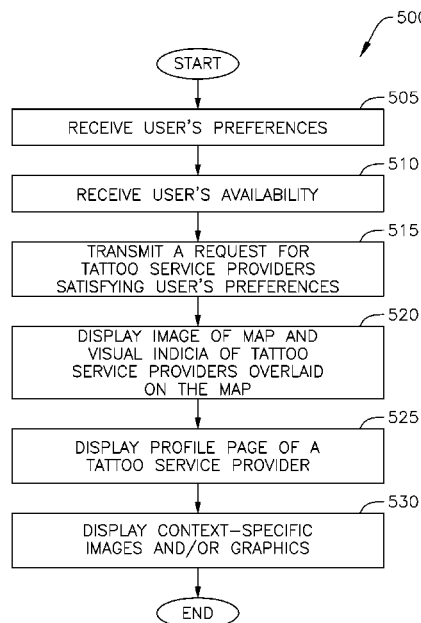 500
START
505
RECEIVE USER'S PREFERENCES
510
RECEIVE USER'S AVAILABILITY
515
TRANSMIT A REQUEST FOR
TATTOO SERVICE PROVIDERS
SATISFYING USER'S PREFERENCES
520
DISPLAY IMAGE OF MAP AND
VISUAL INDICIA OF TATTOO
SERVICE PROVIDERS OVERLAID
ON THE MAP
525
DISPLAY PROFILE PAGE OF A
TATTOO SERVICE PROVIDER
530
DISPLAY CONTEXT-SPECIFIC
IMAGES AND/OR GRAPHICS
END